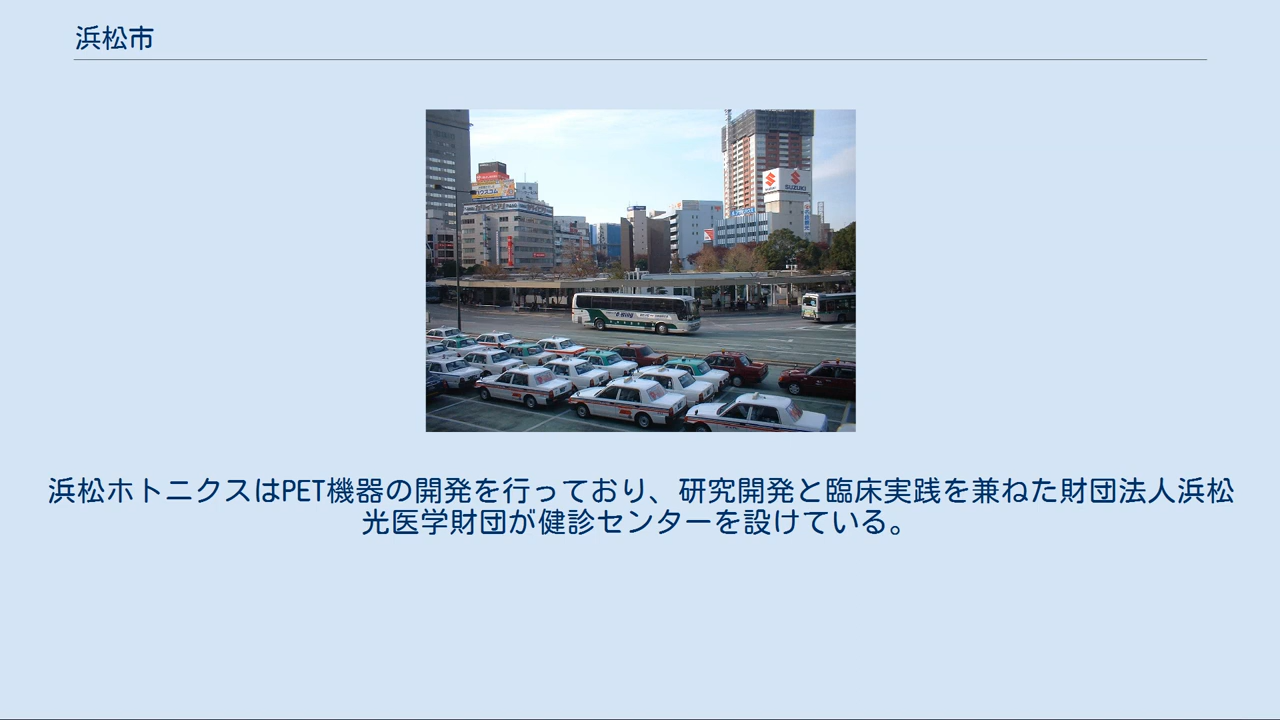 浜松市
SUZUKI
浜松ホトニクスはPET機器の開発を行っており、研究開発と臨床実践を兼ねた財団法人浜松
光医学財団が健診センターを設けている。